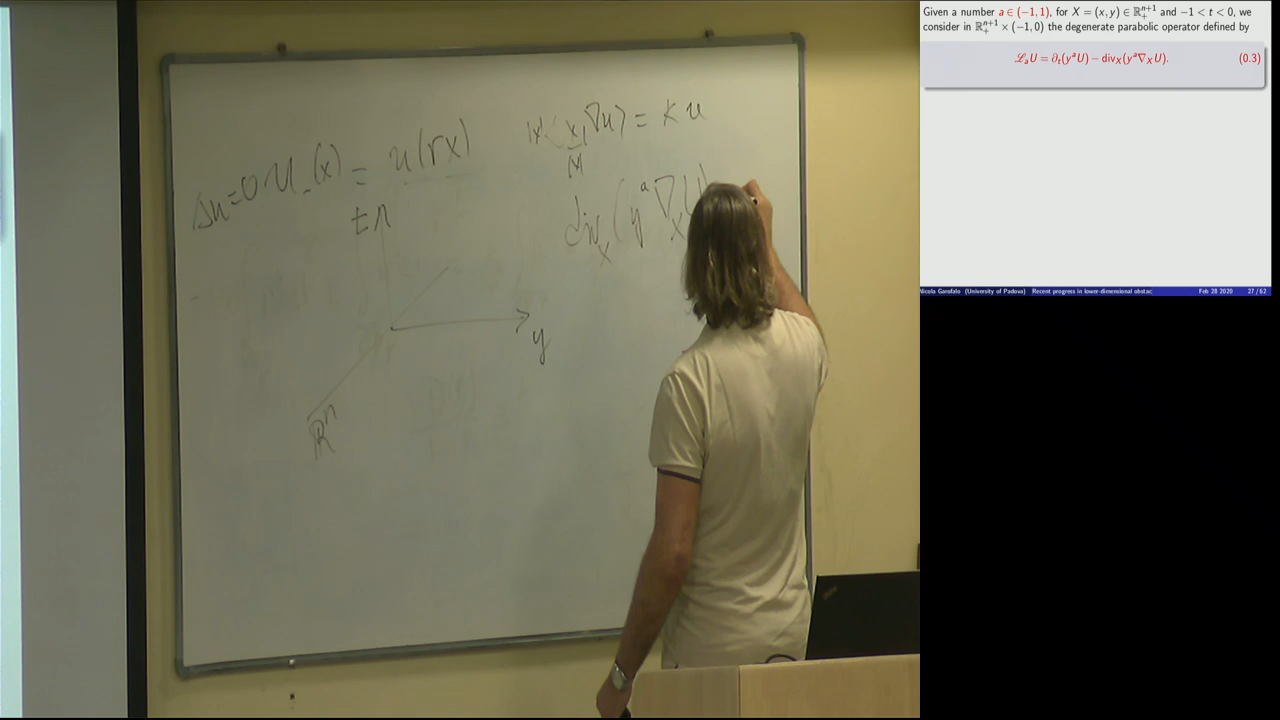 Δu=0 U_(x) = u(rx)
|x|⟨x/|x|, ∇u⟩ = κ u
div_X (y^a ∇_X U)
t
y
ℝ^n
Given a number a ∈ (−1, 1), for X = (x, y) ∈ ℝ^{n+1}_+ and −1 < t < 0, we
consider in ℝ^{n+1}_+ × (−1, 0) the degenerate parabolic operator defined by
ℒ_a U = ∂_t(y^a U) − div_X(y^a ∇_X U). (0.3)
Nicola Garofalo (University of Padova) Recent progress in lower-dimensional obstac Feb 28 2020 27 / 62